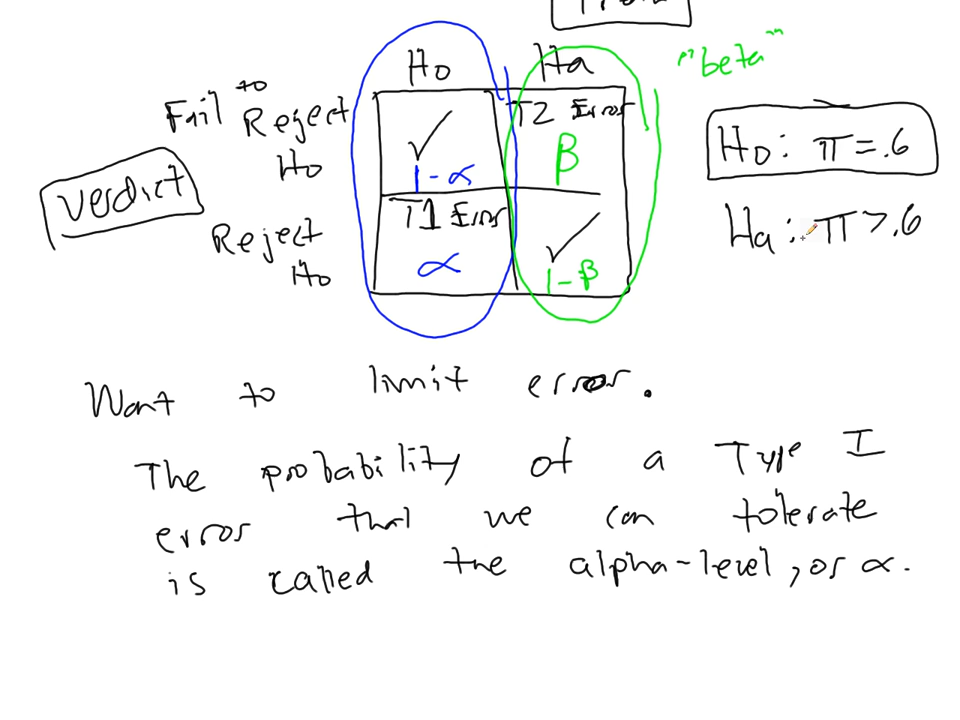 Ho Ha "beta"
Fail to Reject Ho
✓ 1-α
T2 Error β
Ho: π=.6
verdict
Reject Ho
T1 Error α
✓ 1-β
Ha: π>.6
Want to limit error.
The probability of a Type I
error that we can tolerate
is called the alpha-level, or α.